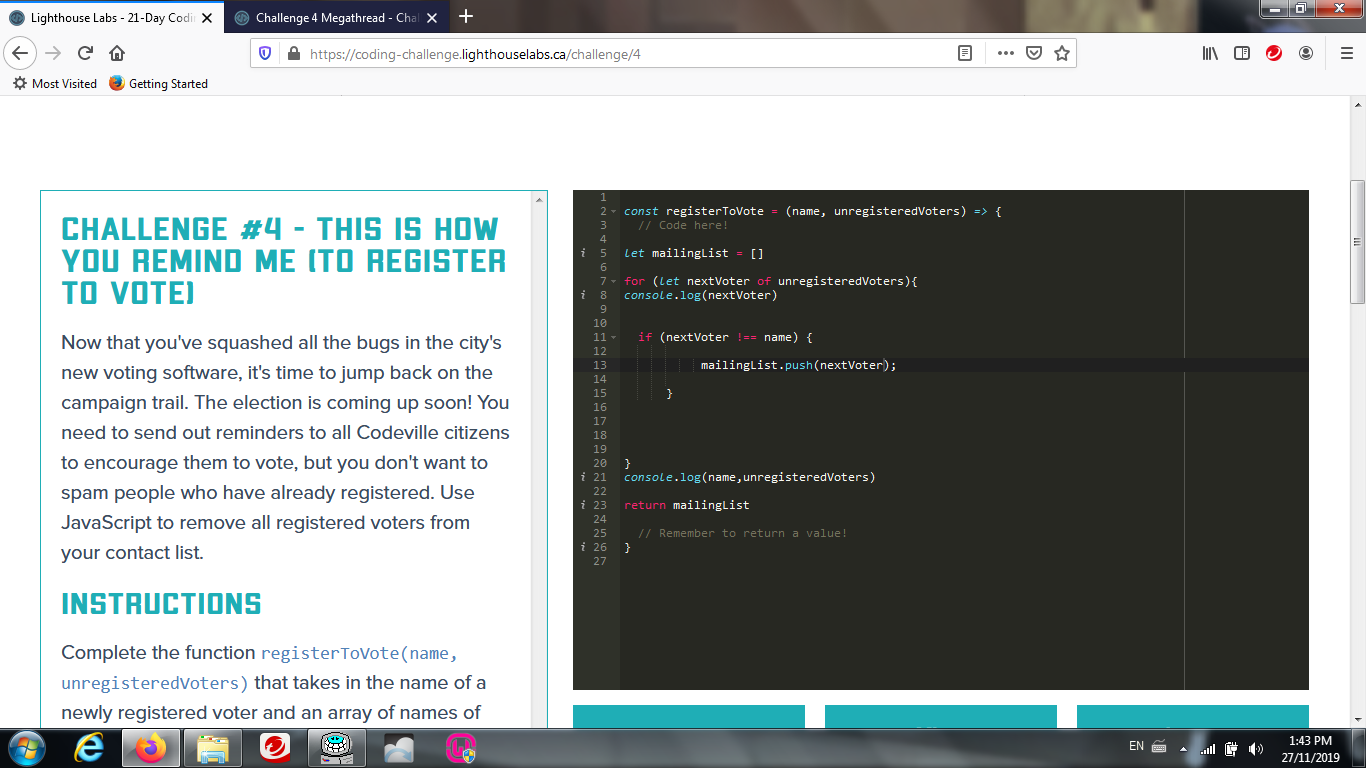 Lighthouse Labs - 21-Day Codi
Challenge 4 Megathread - Chal
https://coding-challenge.lighthouselabs.ca/challenge/4
Most Visited
Getting Started
CHALLENGE #4 - THIS IS HOW
YOU REMIND ME (TO REGISTER
TO VOTE)
Now that you've squashed all the bugs in the city's
new voting software, it's time to jump back on the
campaign trail. The election is coming up soon! You
need to send out reminders to all Codeville citizens
to encourage them to vote, but you don't want to
spam people who have already registered. Use
JavaScript to remove all registered voters from
your contact list.
INSTRUCTIONS
Complete the function registerToVote(name,
unregisteredVoters) that takes in the name of a
newly registered voter and an array of names of
1
2 const registerToVote = (name, unregisteredVoters) => {
3 // Code here!
4
i 5 let mailingList = []
6
7 for (let nextVoter of unregisteredVoters){
i 8 console.log(nextVoter)
9
10
11 if (nextVoter !== name) {
12
13 mailingList.push(nextVoter);
14
15 }
16
17
18
19
20 }
i 21 console.log(name,unregisteredVoters)
22
i 23 return mailingList
24
25 // Remember to return a value!
i 26 }
27
EN
1:43 PM
27/11/2019